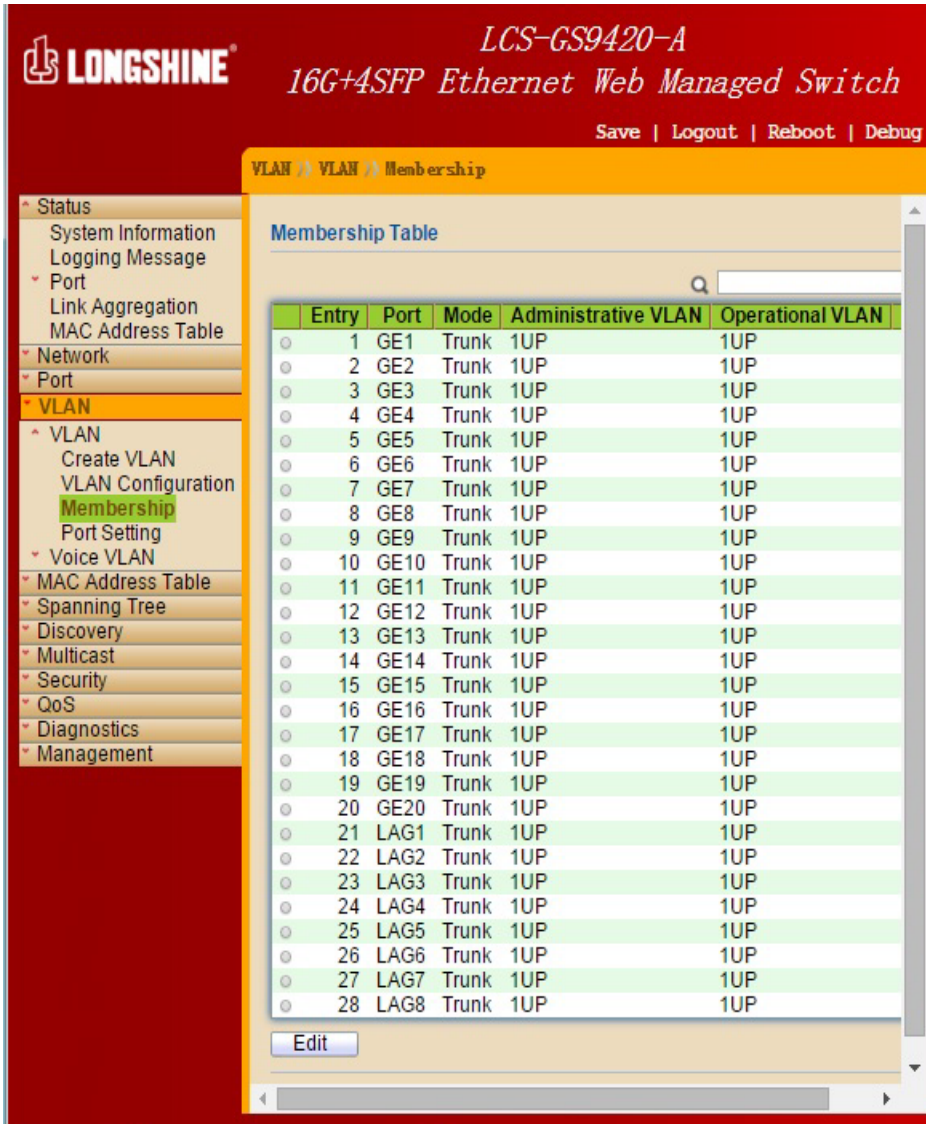 LONGSHINE®
LCS-GS9420-A
16G+4SFP Ethernet Web Managed Switch
Save | Logout | Reboot | Debug
VLAN >> VLAN >> Membership
Status
System Information
Logging Message
Port
Link Aggregation
MAC Address Table
Network
Port
VLAN
VLAN
Create VLAN
VLAN Configuration
Membership
Port Setting
Voice VLAN
MAC Address Table
Spanning Tree
Discovery
Multicast
Security
QoS
Diagnostics
Management
Membership Table
Entry Port Mode Administrative VLAN Operational VLAN
1 GE1 Trunk 1UP 1UP
2 GE2 Trunk 1UP 1UP
3 GE3 Trunk 1UP 1UP
4 GE4 Trunk 1UP 1UP
5 GE5 Trunk 1UP 1UP
6 GE6 Trunk 1UP 1UP
7 GE7 Trunk 1UP 1UP
8 GE8 Trunk 1UP 1UP
9 GE9 Trunk 1UP 1UP
10 GE10 Trunk 1UP 1UP
11 GE11 Trunk 1UP 1UP
12 GE12 Trunk 1UP 1UP
13 GE13 Trunk 1UP 1UP
14 GE14 Trunk 1UP 1UP
15 GE15 Trunk 1UP 1UP
16 GE16 Trunk 1UP 1UP
17 GE17 Trunk 1UP 1UP
18 GE18 Trunk 1UP 1UP
19 GE19 Trunk 1UP 1UP
20 GE20 Trunk 1UP 1UP
21 LAG1 Trunk 1UP 1UP
22 LAG2 Trunk 1UP 1UP
23 LAG3 Trunk 1UP 1UP
24 LAG4 Trunk 1UP 1UP
25 LAG5 Trunk 1UP 1UP
26 LAG6 Trunk 1UP 1UP
27 LAG7 Trunk 1UP 1UP
28 LAG8 Trunk 1UP 1UP
Edit